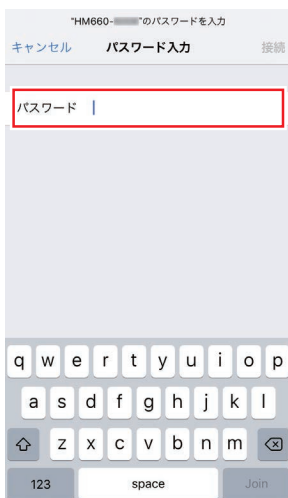 "HM660- "のパスワードを入力
キャンセル パスワード入力 接続
パスワード
q w e r t y u i o p
a s d f g h j k l
z x c v b n m
123 space Join